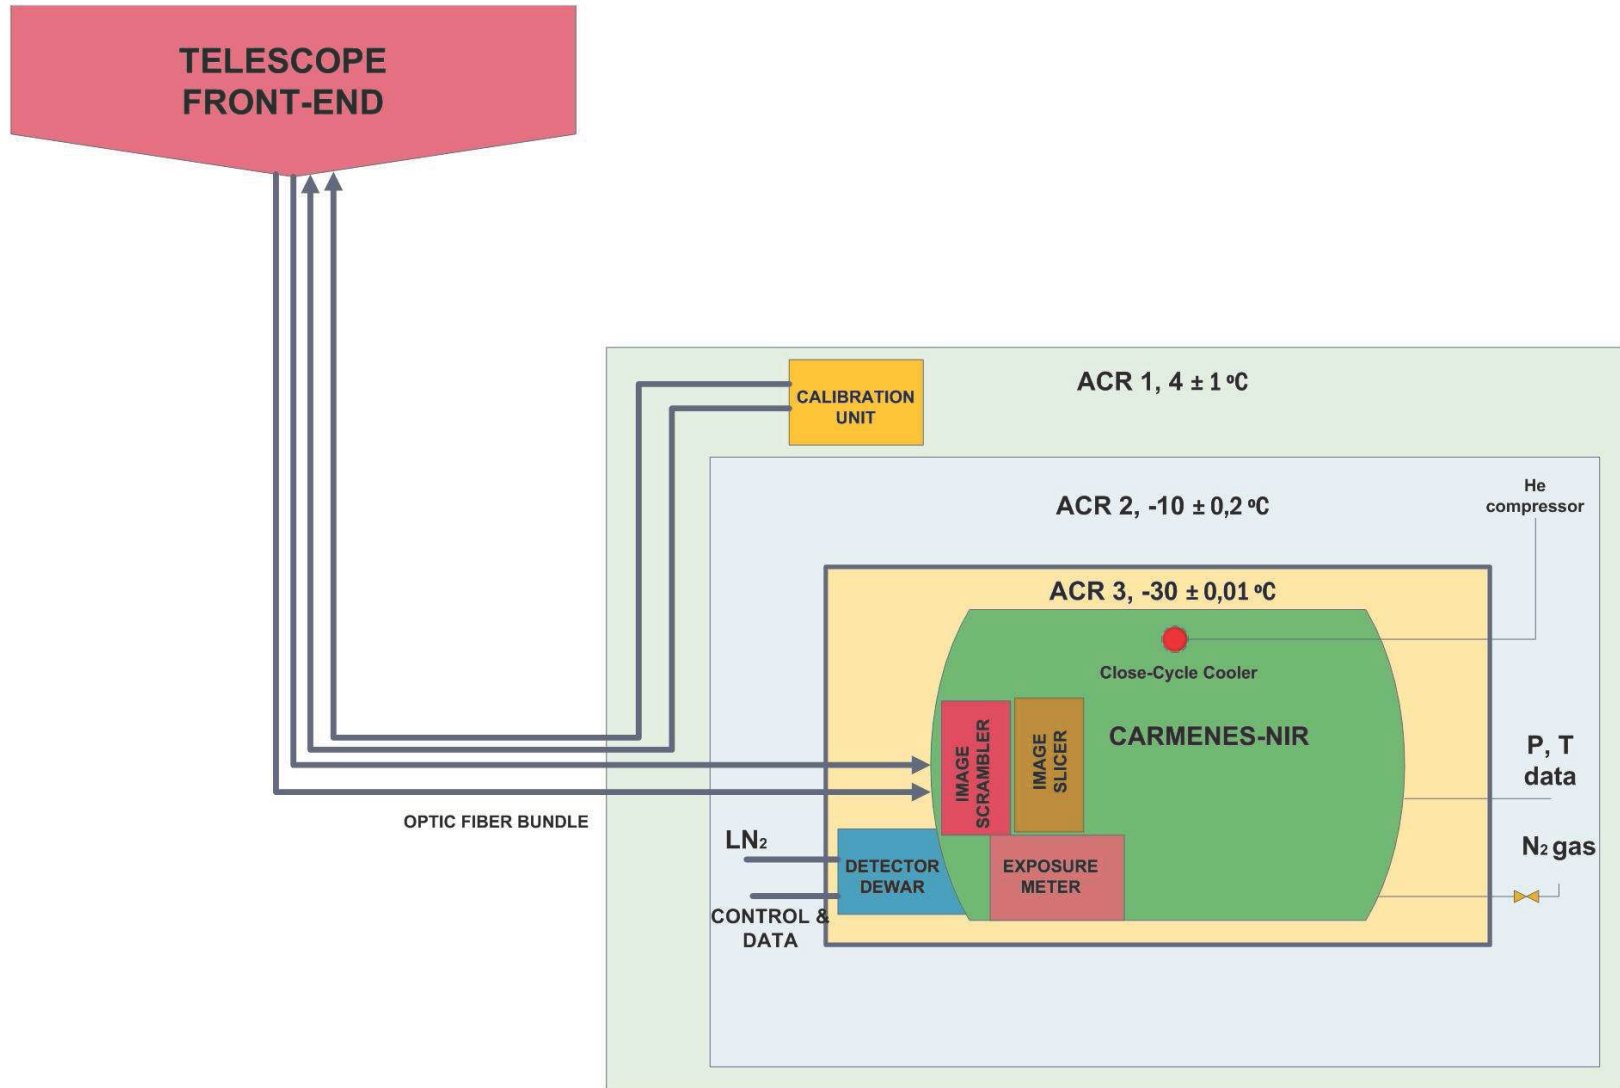 TELESCOPE
FRONT-END
CALIBRATION
UNIT
ACR 1, 4 ± 1 ºC
ACR 2, -10 ± 0,2 ºC
He
compressor
ACR 3, -30 ± 0,01 ºC
Close-Cycle Cooler
IMAGE
SCRAMBLER
IMAGE
SLICER
CARMENES-NIR
P, T
data
OPTIC FIBER BUNDLE
LN₂
DETECTOR
DEWAR
EXPOSURE
METER
N₂ gas
CONTROL &
DATA